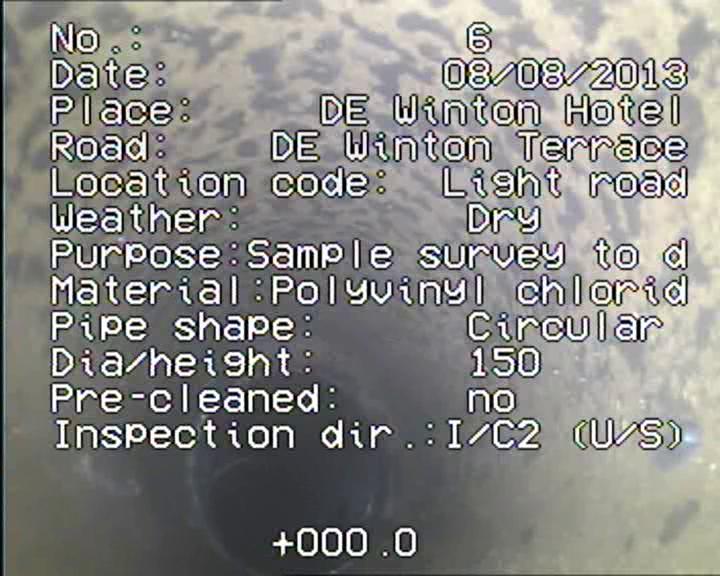 No.: 6
Date: 08/08/2013
Place: DE Winton Hotel
Road: DE Winton Terrace
Location code: Light road
Weather: Dry
Purpose:Sample survey to d
Material:Polyvinyl chlorid
Pipe shape: Circular
Dia/height: 150
Pre-cleaned: no
Inspection dir.:I/C2 (U/S)
+000.0